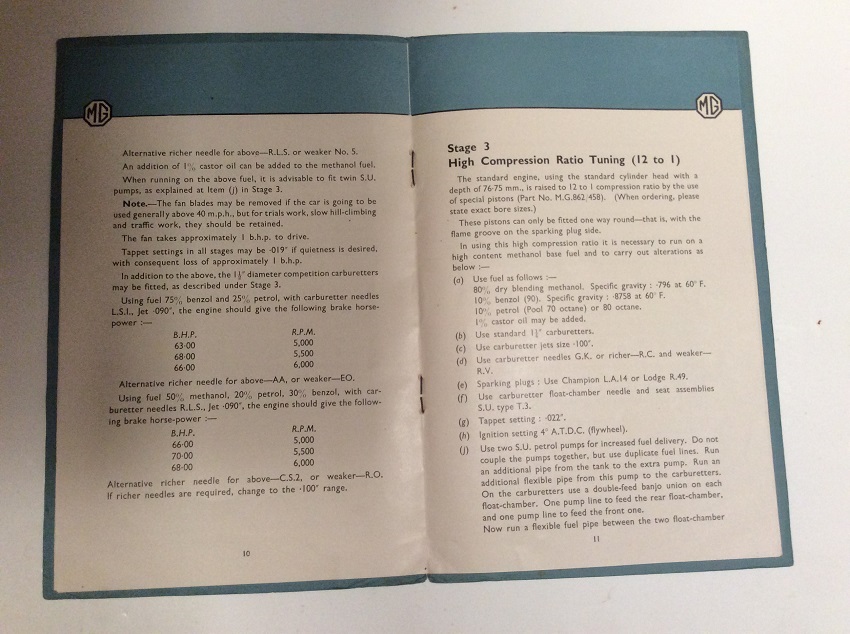 MG
Alternative richer needle for above—R.L.S. or weaker No. 5.
An addition of 1% castor oil can be added to the methanol fuel.
When running on the above fuel, it is advisable to fit twin S.U.
pumps, as explained at Item (j) in Stage 3.
Note.—The fan blades may be removed if the car is going to be
used generally above 40 m.p.h., but for trials work, slow hill-climbing
and traffic work, they should be retained.
The fan takes approximately 1 b.h.p. to drive.
Tappet settings in all stages may be ·019" if quietness is desired,
with consequent loss of approximately 1 b.h.p.
In addition to the above, the 1½" diameter competition carburetters
may be fitted, as described under Stage 3.
Using fuel 75% benzol and 25% petrol, with carburetter needles
L.S.I., Jet ·090", the engine should give the following brake horse-
power :—
B.H.P. R.P.M.
63·00 5,000
68·00 5,500
66·00 6,000
Alternative richer needle for above—AA, or weaker—EO.
Using fuel 50% methanol, 20% petrol, 30% benzol, with car-
buretter needles R.L.S., Jet ·090", the engine should give the follow-
ing brake horse-power :—
B.H.P. R.P.M.
66·00 5,000
70·00 5,500
68·00 6,000
Alternative richer needle for above—C.S.2, or weaker—R.O.
If richer needles are required, change to the ·100" range.
10
MG
Stage 3
High Compression Ratio Tuning (12 to 1)
The standard engine, using the standard cylinder head with a
depth of 76·75 mm., is raised to 12 to 1 compression ratio by the use
of special pistons (Part No. M.G.862/458). (When ordering, please
state exact bore sizes.)
These pistons can only be fitted one way round—that is, with the
flame groove on the sparking plug side.
In using this high compression ratio it is necessary to run on a
high content methanol base fuel and to carry out alterations as
below :—
(a) Use fuel as follows :—
80% dry blending methanol. Specific gravity : ·796 at 60° F.
10% benzol (90). Specific gravity : ·8758 at 60° F.
10% petrol (Pool 70 octane) or 80 octane.
1% castor oil may be added.
(b) Use standard carburetters.
(c) Use carburetter jets size ·100".
(d) Use carburetter needles G.K. or richer—R.C. and weaker—
R.V.
(e) Sparking plugs : Use Champion L.A.14 or Lodge R.49.
(f) Use carburetter float-chamber needle and seat assemblies
S.U. type T.3.
(g) Tappet setting : ·022".
(h) Ignition setting 4° A.T.D.C. (flywheel).
(j) Use two S.U. petrol pumps for increased fuel delivery. Do not
couple the pumps together, but use duplicate fuel lines. Run
an additional pipe from the tank to the extra pump. Run an
additional flexible pipe from this pump to the carburetters.
On the carburetters use a double-feed banjo union on each
float-chamber. One pump line to feed the rear float-chamber,
and one pump line to feed the front one.
Now run a flexible fuel pipe between the two float-chamber
11